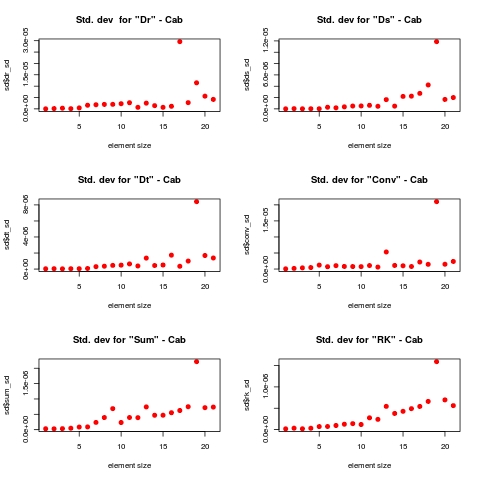 Std. dev for "Dr" - Cab
sd$dr_sd
0.0e+00 1.5e-05 3.0e-05
5 10 15 20
element size
Std. dev for "Ds" - Cab
sd$ds_sd
0.0e+00 6.0e-06 1.2e-05
5 10 15 20
element size
Std. dev for "Dt" - Cab
sd$dt_sd
0e+00 4e-06 8e-06
5 10 15 20
element size
Std. dev for "Conv" - Cab
sd$conv_sd
0.0e+00 1.5e-05
5 10 15 20
element size
Std. dev for "Sum" - Cab
sd$sum_sd
0.0e+00 1.5e-06
5 10 15 20
element size
Std. dev for "RK" - Cab
sd$rk_sd
0.0e+00 1.0e-06
5 10 15 20
element size